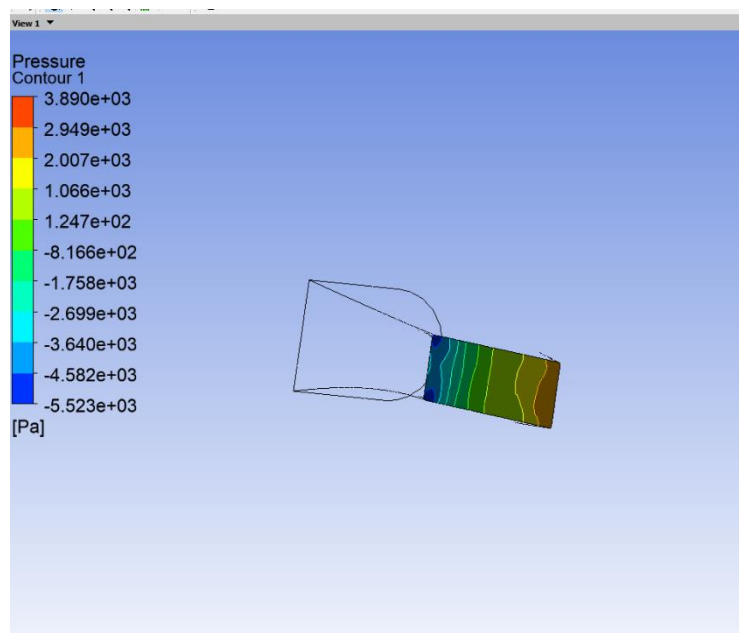 View 1
Pressure
Contour 1
3.890e+03
2.949e+03
2.007e+03
1.066e+03
1.247e+02
-8.166e+02
-1.758e+03
-2.699e+03
-3.640e+03
-4.582e+03
-5.523e+03
[Pa]